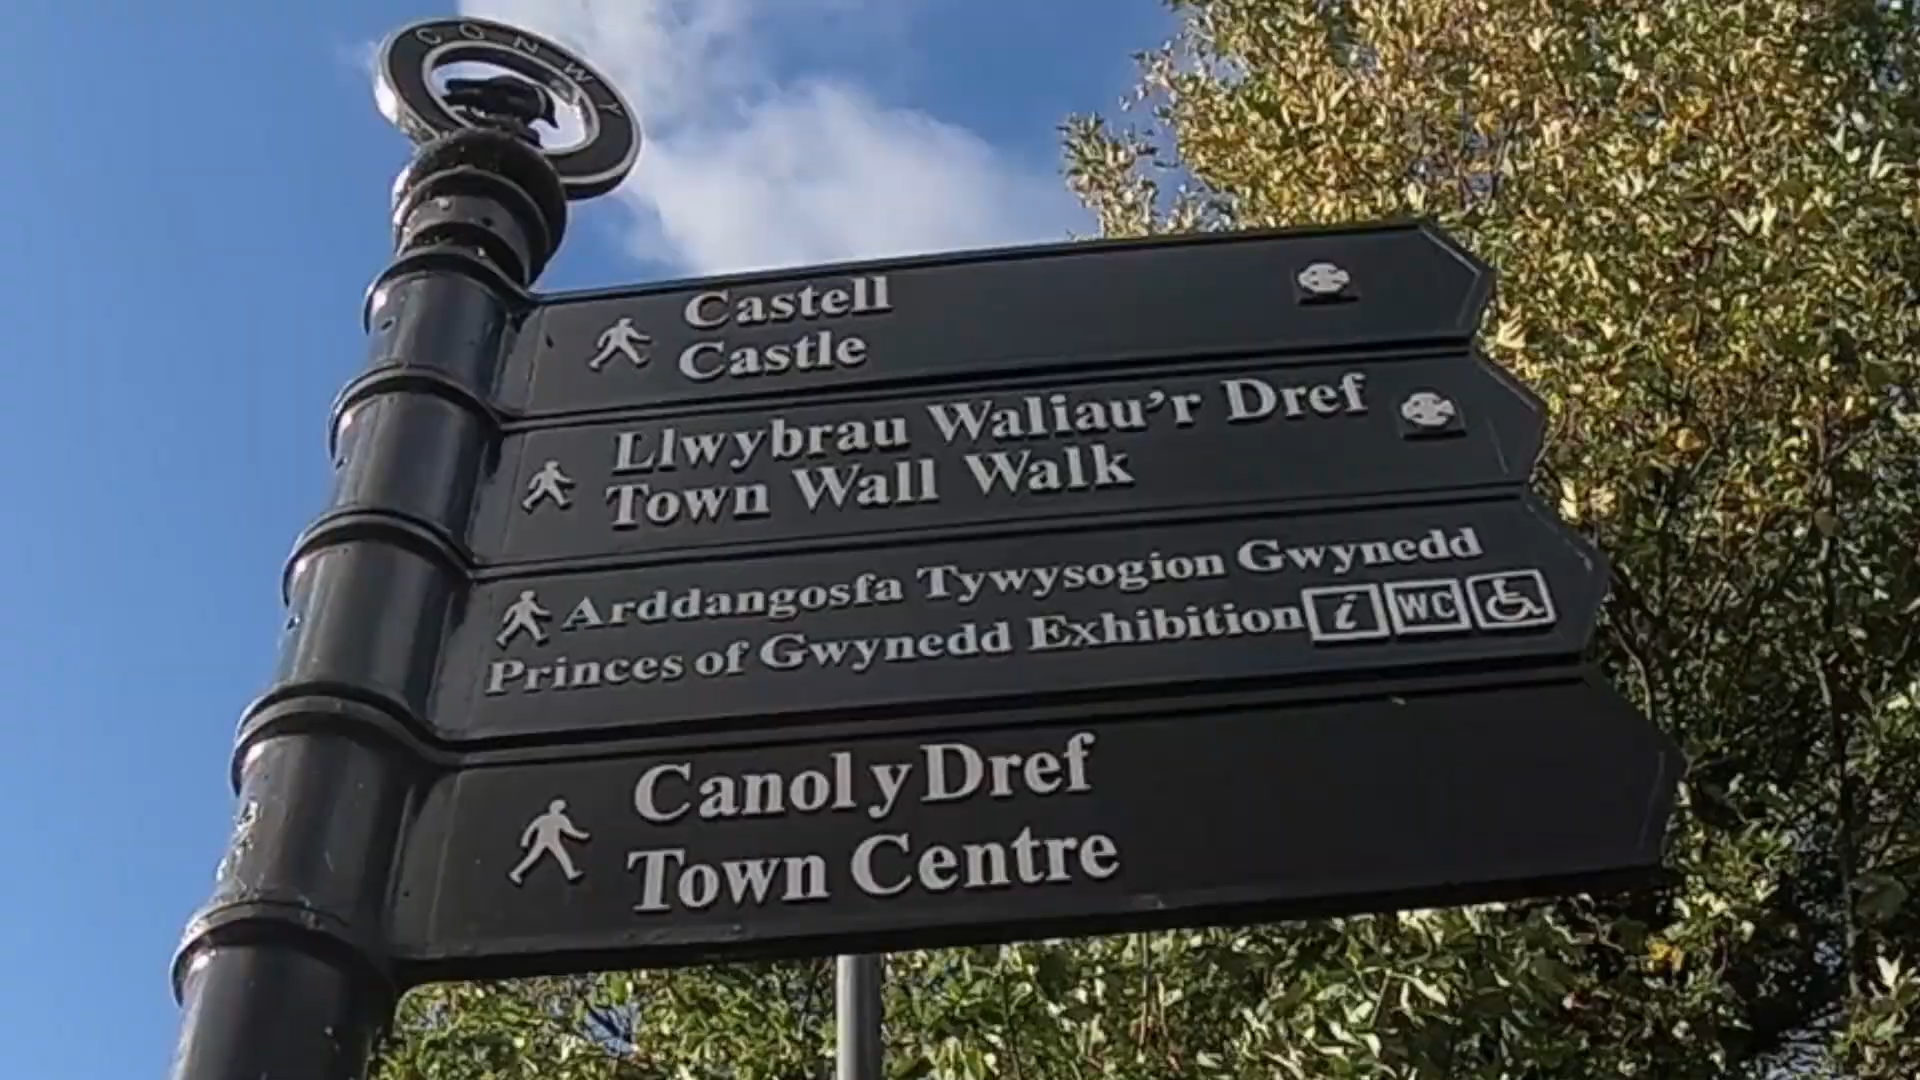 CONWY
Castell
Castle
Llwybrau Waliau'r Dref
Town Wall Walk
Arddangosfa Tywysogion Gwynedd
Princes of Gwynedd Exhibition i WC
Canol y Dref
Town Centre